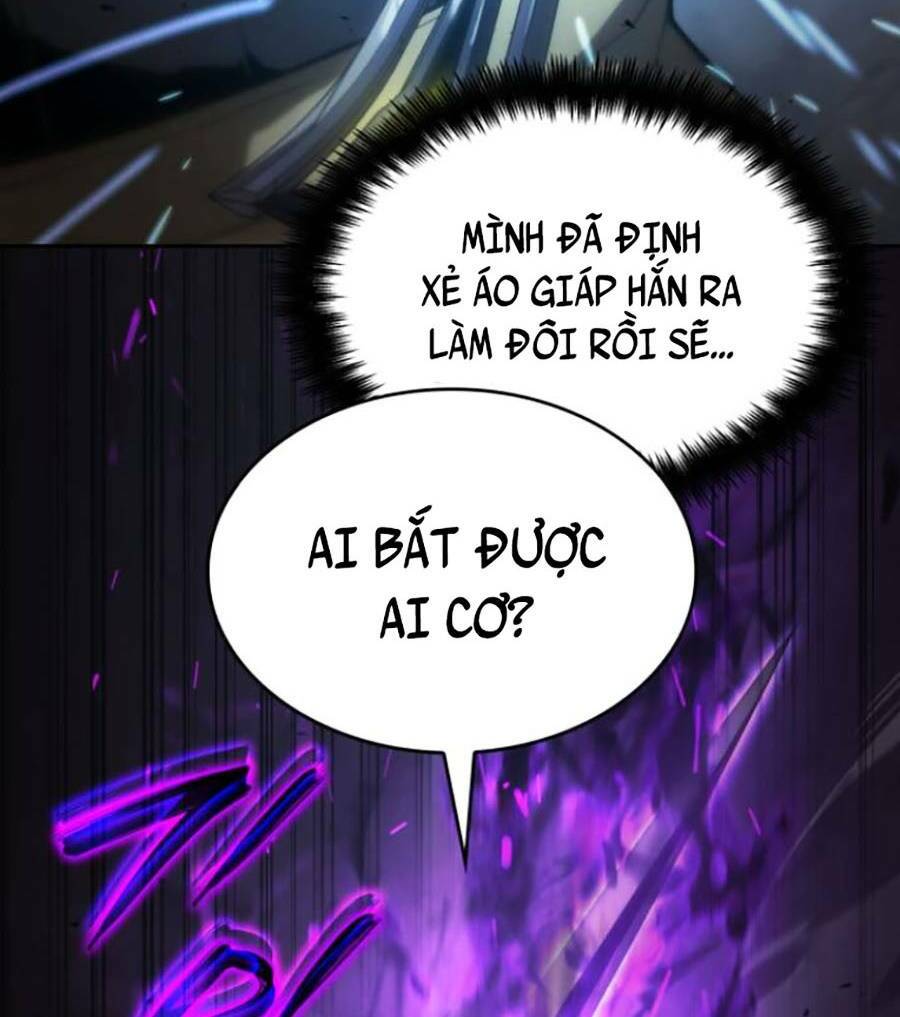 MÌNH ĐÃ ĐỊNH
XẺ ÁO GIÁP HẮN RA
LÀM ĐÔI RỒI SẼ...
AI BẮT ĐƯỢC
AI CƠ?